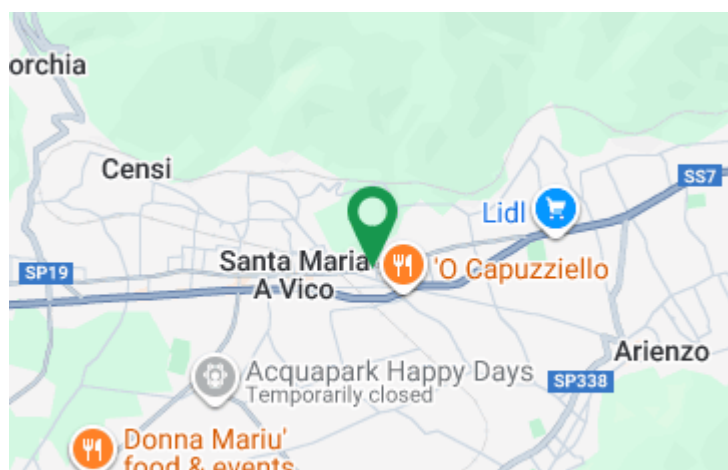 orchia
Censi
SS7
Lidl
Santa Maria
A Vico
'O Capuzziello
SP19
Arienzo
Acquapark Happy Days
Temporarily closed
SP338
Donna Mariu'
food & events